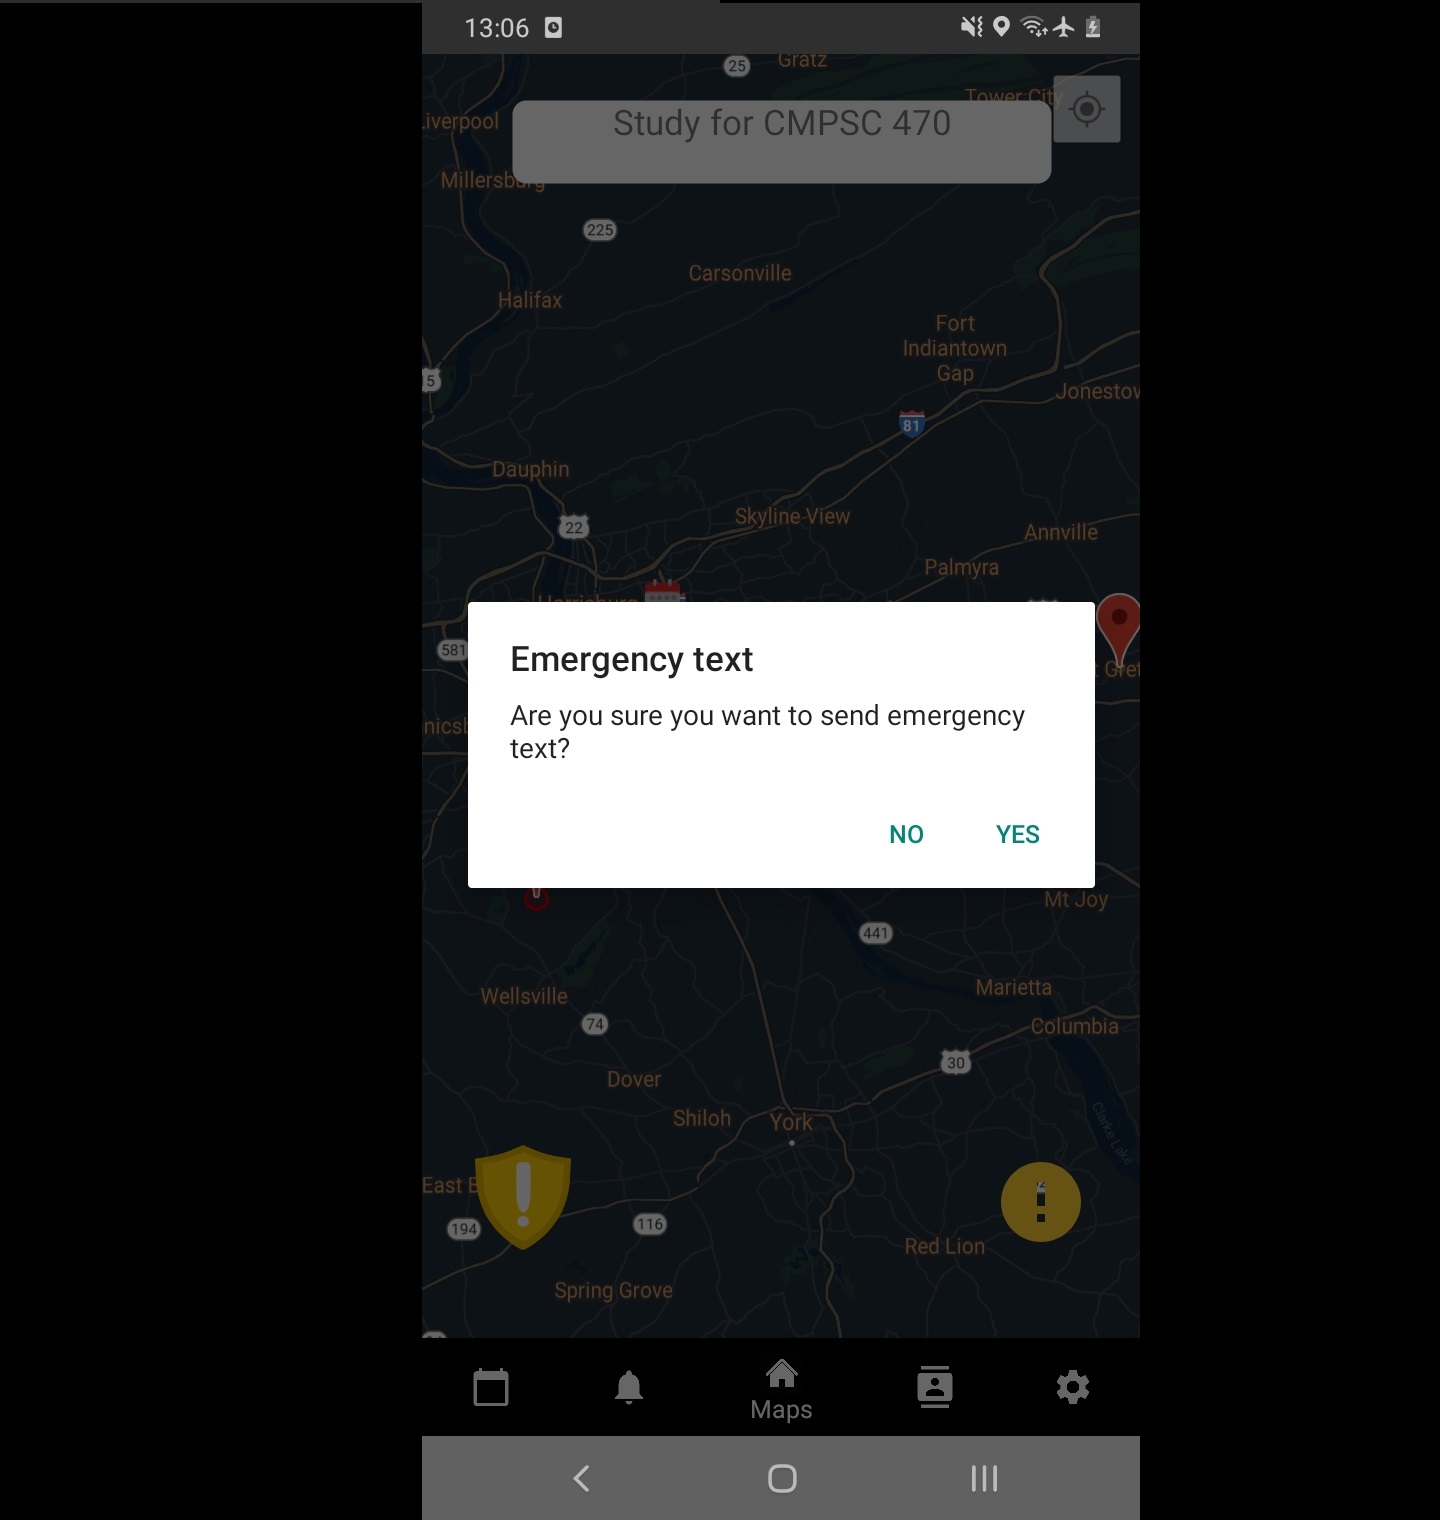 13:06
25
Gratz
Tower City
Liverpool
Study for CMPSC 470
Millersburg
225
Carsonville
Halifax
Fort
Indiantown
Gap
5
Jonestow
81
Dauphin
Skyline View
22
Annville
Palmyra
Harrisburg
581
t Gret
Emergency text
Are you sure you want to send emergency
text?
nicsb
NO
YES
Mt Joy
441
Marietta
Wellsville
74
Columbia
30
Dover
Shiloh
York
Clarke Lake
East B
194
116
Red Lion
Spring Grove
Maps